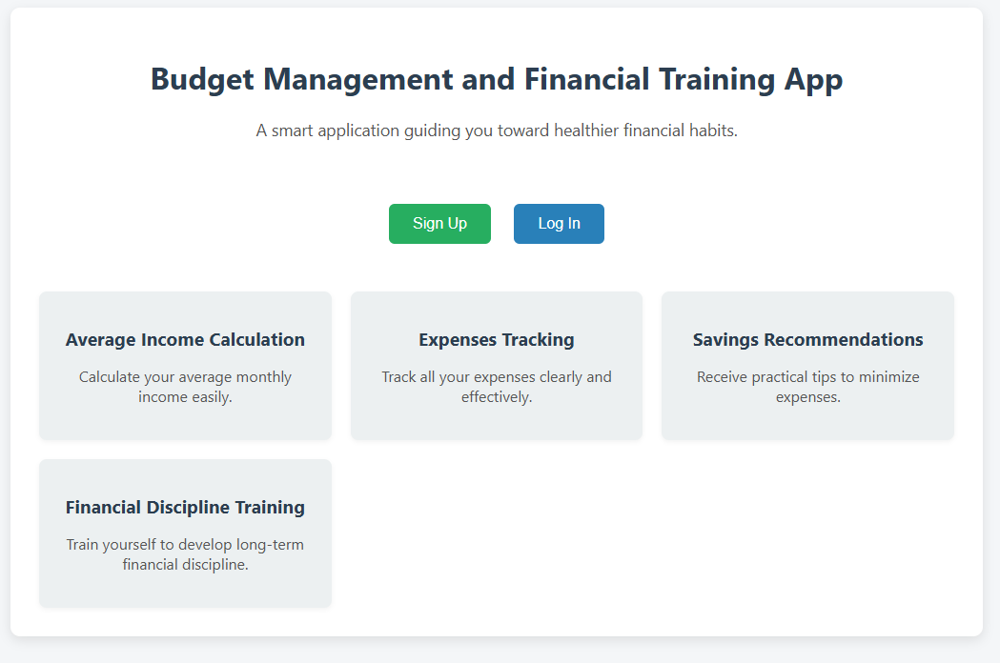 Budget Management and Financial Training App
A smart application guiding you toward healthier financial habits.
Sign Up
Log In
Average Income Calculation
Calculate your average monthly
income easily.
Expenses Tracking
Track all your expenses clearly and
effectively.
Savings Recommendations
Receive practical tips to minimize
expenses.
Financial Discipline Training
Train yourself to develop long-term
financial discipline.